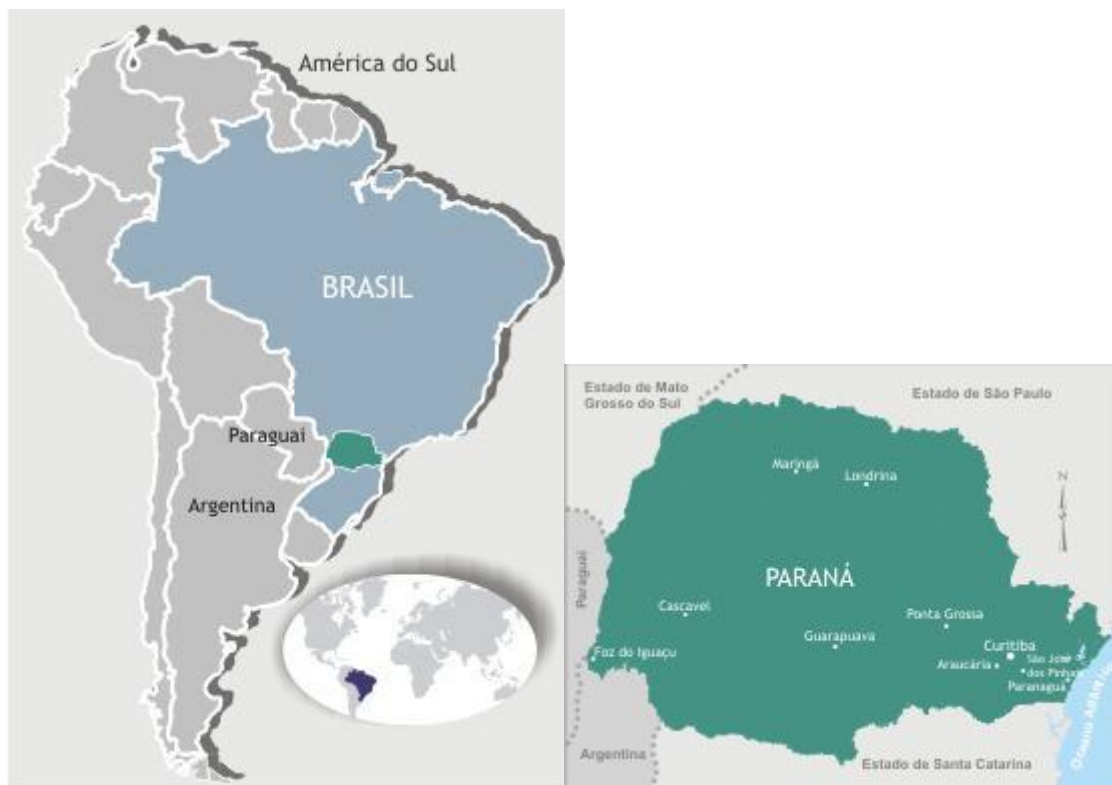 América do Sul
BRASIL
Paraguai
Argentina
Estado de Mato
Grosso do Sul
Estado de São Paulo
Maringá
Londrina
N
Paraguai
PARANÁ
Cascavel
Ponta Grossa
Guarapuava
Curitiba
Foz do Iguaçu
Araucária
São José
dos Pinhais
Paranaguá
Oceano Atlântico
Argentina
Estado de Santa Catarina